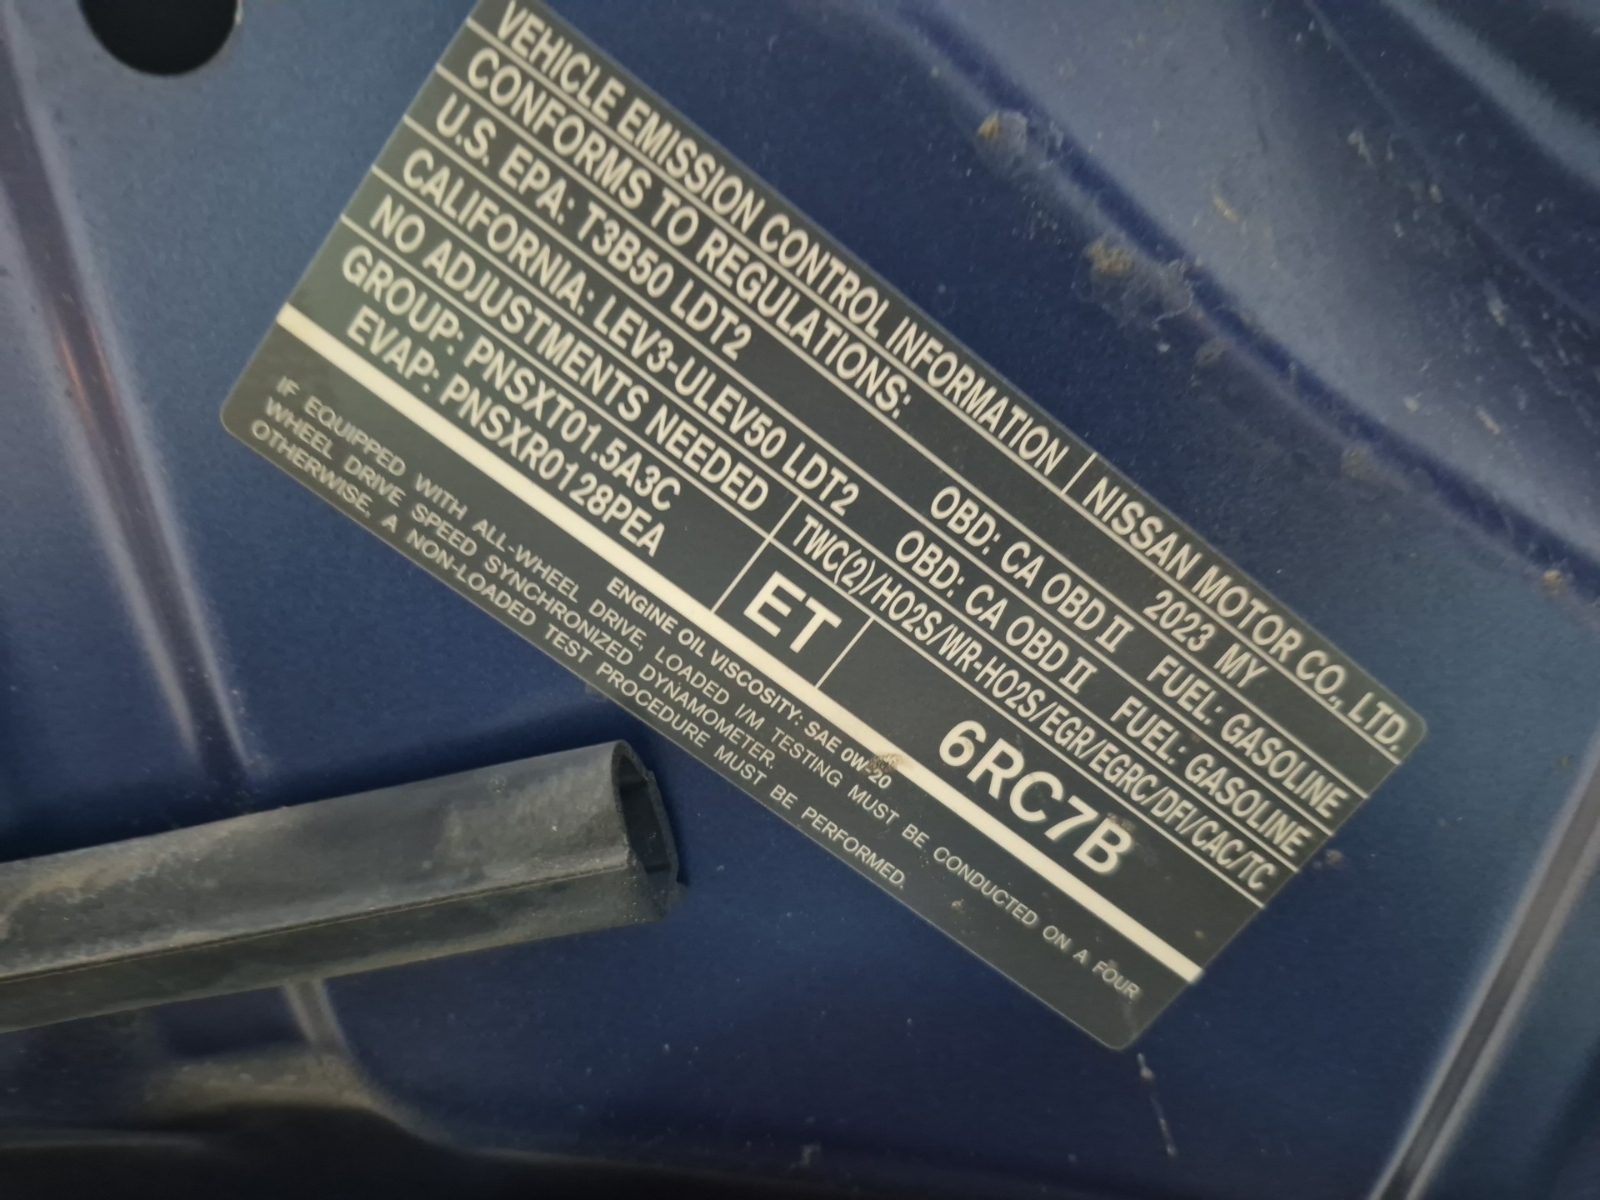 VEHICLE EMISSION CONTROL INFORMATION NISSAN MOTOR CO., LTD.
CONFORMS TO REGULATIONS: 2023 MY
U.S. EPA: T3B50 LDT2 OBD: CA OBD II FUEL: GASOLINE
CALIFORNIA: LEV3-ULEV50 LDT2 OBD: CA OBD II FUEL: GASOLINE
NO ADJUSTMENTS NEEDED TWC(2)/HO2S/WR-HO2S/EGR/EGRC/DFI/CAC/TC
GROUP: PNSXT01.5A3C
EVAP: PNSXR0128PEA
ET 6RC7B
ENGINE OIL VISCOSITY: SAE 0W-20
IF EQUIPPED WITH ALL-WHEEL DRIVE, LOADED I/M TESTING MUST BE CONDUCTED ON A FOUR
WHEEL DRIVE SPEED SYNCHRONIZED DYNAMOMETER.
OTHERWISE, A NON-LOADED TEST PROCEDURE MUST BE PERFORMED.